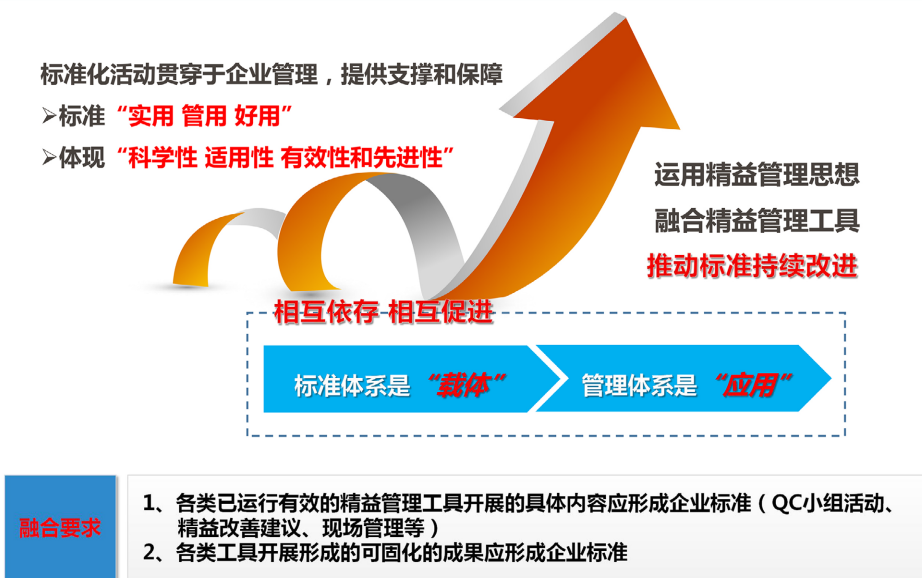 标准化活动贯穿于企业管理，提供支撑和保障
➢标准“实用 管用 好用”
➢体现“科学性 适用性 有效性和先进性”
运用精益管理思想
融合精益管理工具
推动标准持续改进
相互依存 相互促进
标准体系是 “载体”
管理体系是 “应用”
融合要求
1、各类已运行有效的精益管理工具开展的具体内容应形成企业标准（QC小组活动、
精益改善建议、现场管理等）
2、各类工具开展形成的可固化的成果应形成企业标准